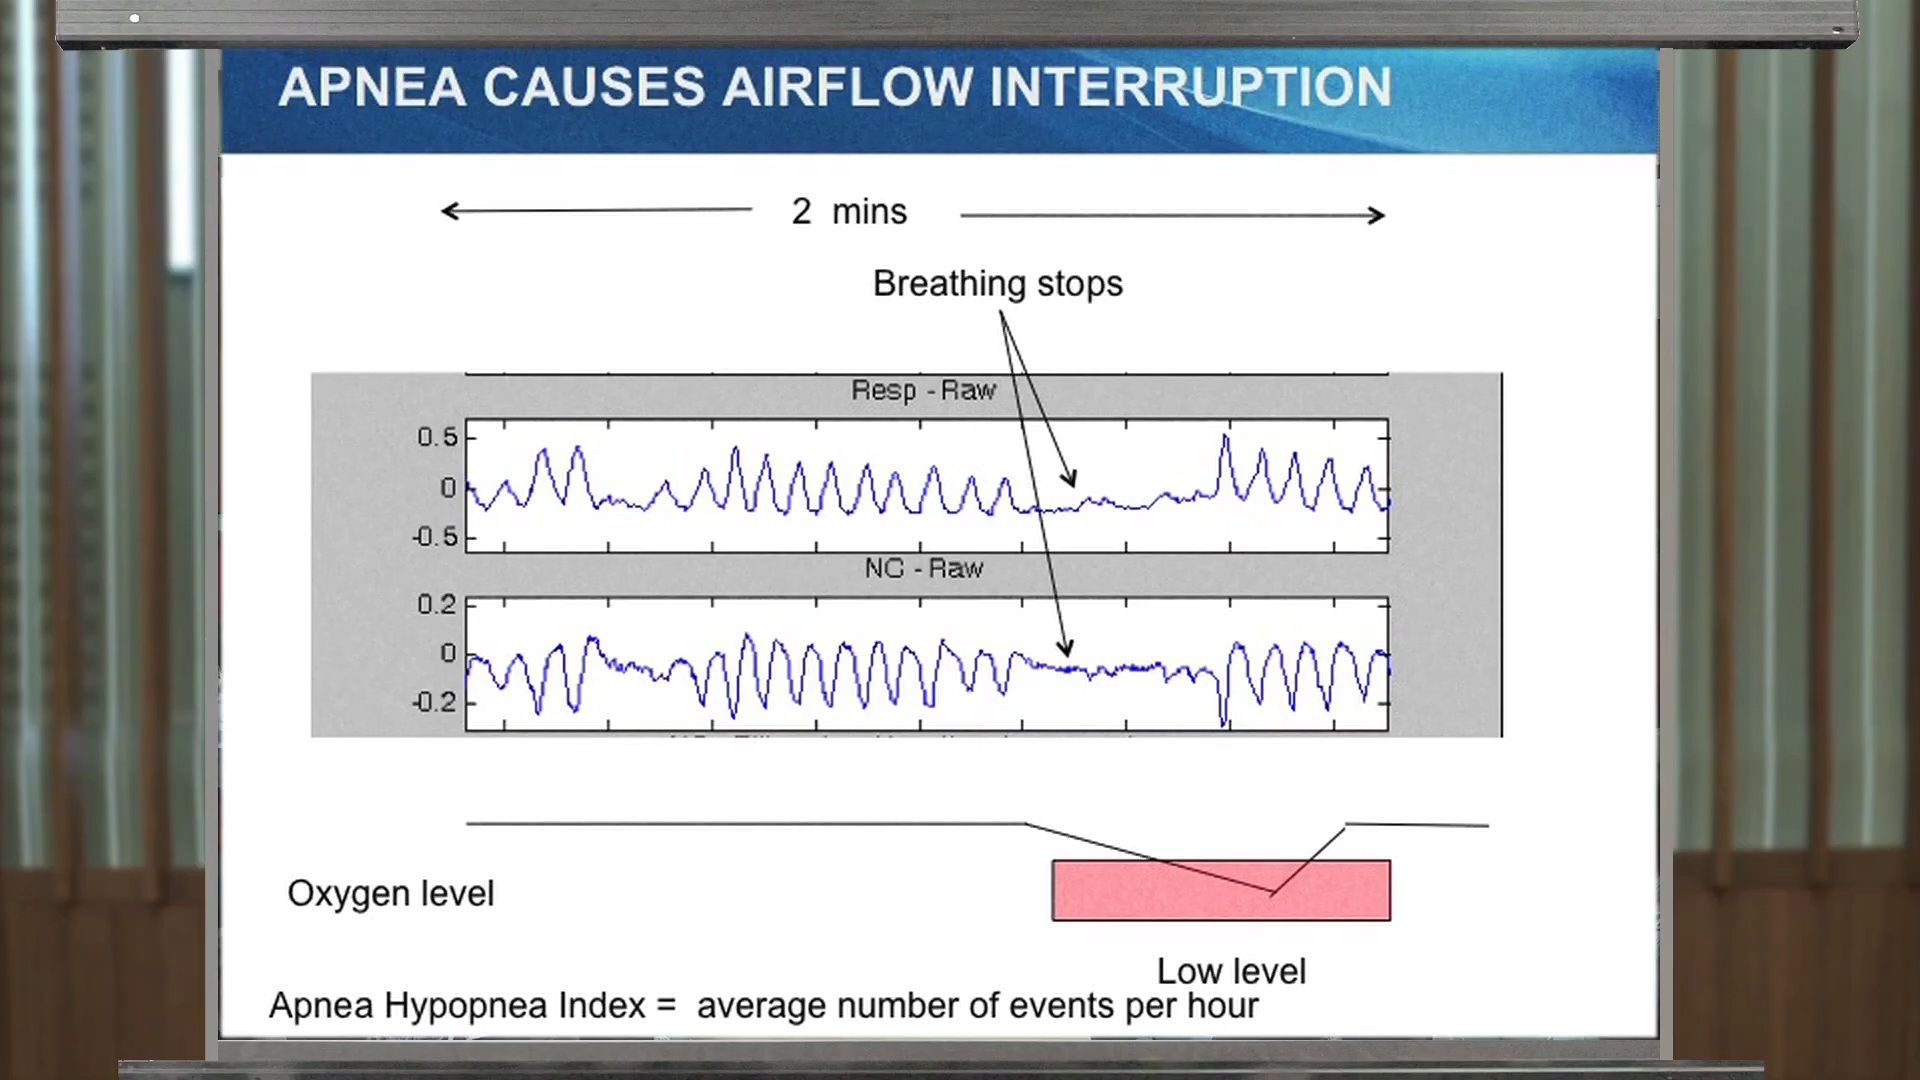 APNEA CAUSES AIRFLOW INTERRUPTION
2 mins
Breathing stops
Resp - Raw
0.5
0
-0.5
NC - Raw
0.2
0
-0.2
Oxygen level
Low level
Apnea Hypopnea Index = average number of events per hour